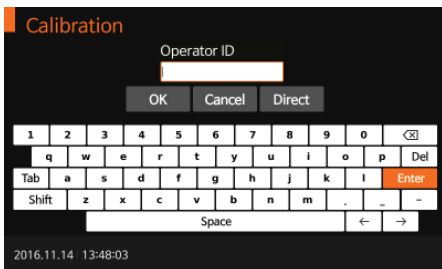 Calibration
Operator ID
OK Cancel Direct
1 2 3 4 5 6 7 8 9 0
q w e r t y u i o p Del
Tab a s d f g h j k l Enter
Shift z x c v b n m . _ -
Space ← →
2016.11.14 13:48:03